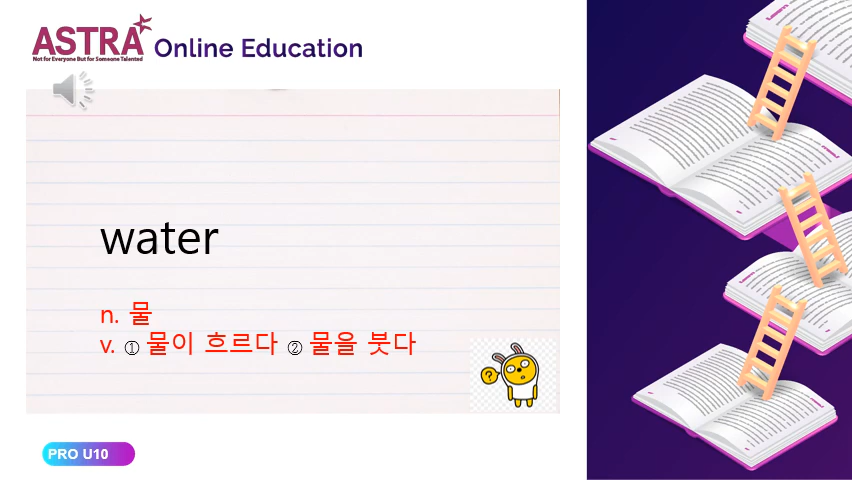 ASTRA Online Education
Not for Everyone But for Someone Talented
water
n. 물
v. ① 물이 흐르다 ② 물을 붓다
?
PRO U10